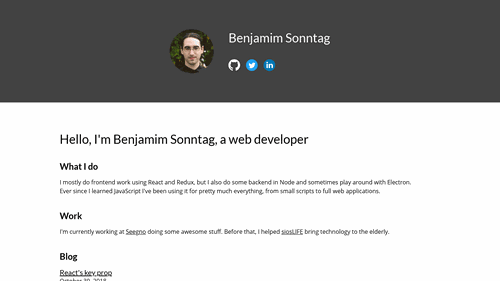 Benjamim Sonntag
Hello, I'm Benjamim Sonntag, a web developer
What I do
I mostly do frontend work using React and Redux, but I also do some backend in Node and sometimes play around with Electron.
Ever since I learned JavaScript I've been using it for pretty much everything, from small scripts to full web applications.
Work
I'm currently working at Seegno doing some awesome stuff. Before that, I helped siosLIFE bring technology to the elderly.
Blog
React's key prop
October 30, 2018